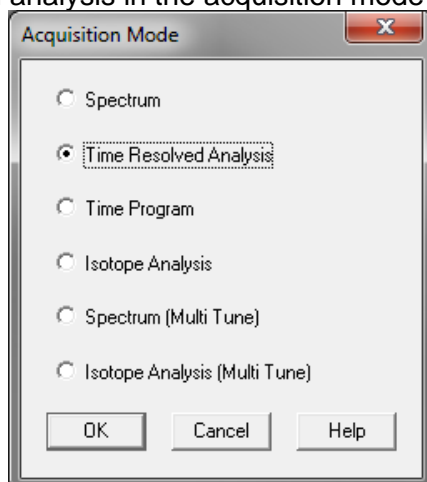 analysis in the acquisition mode
Acquisition Mode
Spectrum
Time Resolved Analysis
Time Program
Isotope Analysis
Spectrum (Multi Tune)
Isotope Analysis (Multi Tune)
OK Cancel Help